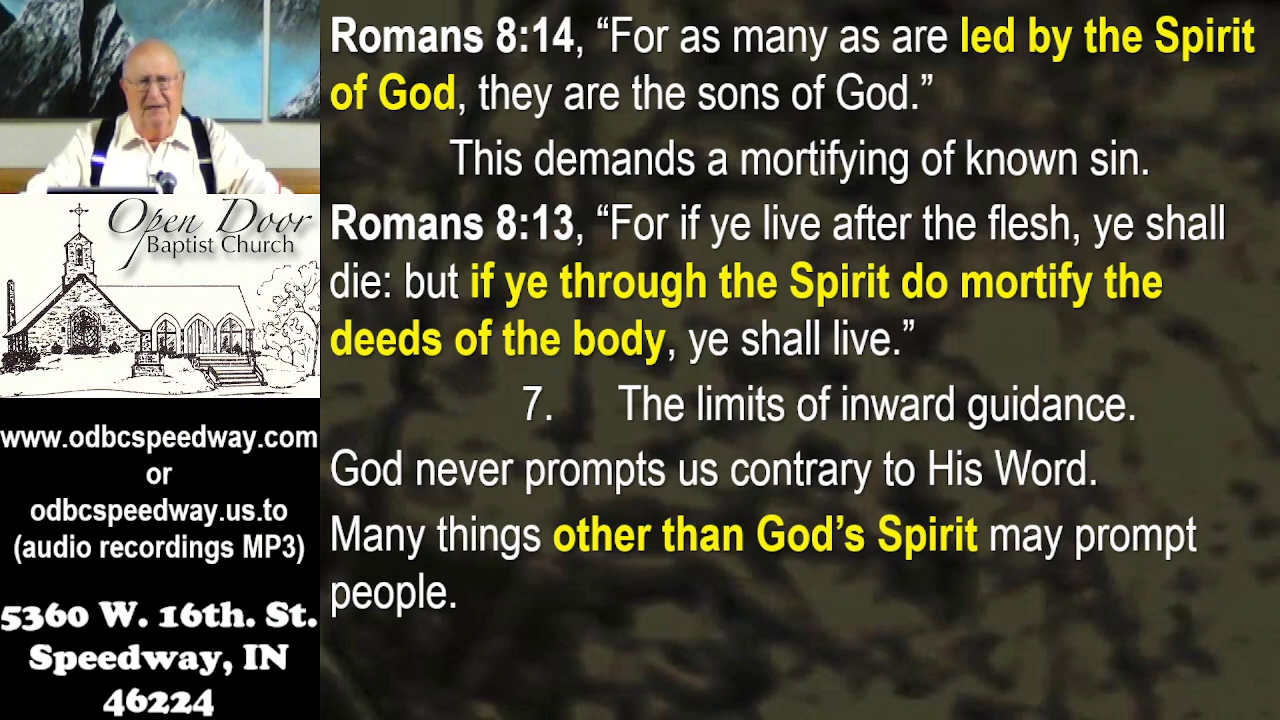 Open Door
Baptist Church
www.odbcspeedway.com
or
odbcspeedway.us.to
(audio recordings MP3)
5360 W. 16th. St.
Speedway, IN
46224
Romans 8:14, “For as many as are led by the Spirit
of God, they are the sons of God.”
This demands a mortifying of known sin.
Romans 8:13, “For if ye live after the flesh, ye shall
die: but if ye through the Spirit do mortify the
deeds of the body, ye shall live.”
7. The limits of inward guidance.
God never prompts us contrary to His Word.
Many things other than God’s Spirit may prompt
people.